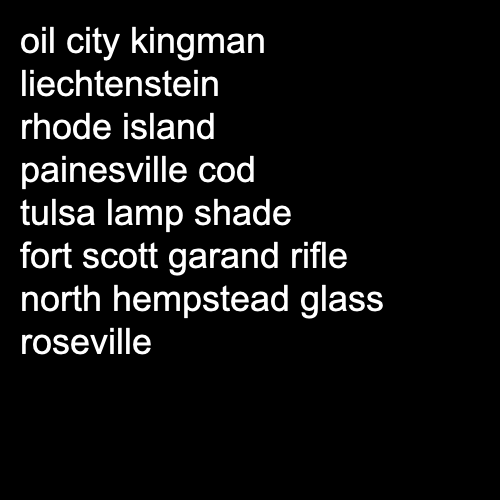 oil city kingman
liechtenstein
rhode island
painesville cod
tulsa lamp shade
fort scott garand rifle
north hempstead glass
roseville